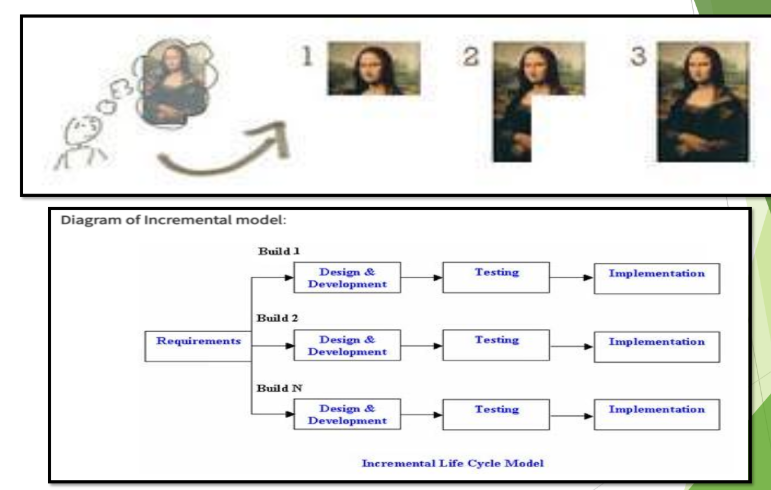 1
2
3
Diagram of Incremental model:
Build 1
Design &
Development
Testing
Implementation
Build 2
Requirements
Design &
Development
Testing
Implementation
Build N
Design &
Development
Testing
Implementation
Incremental Life Cycle Model